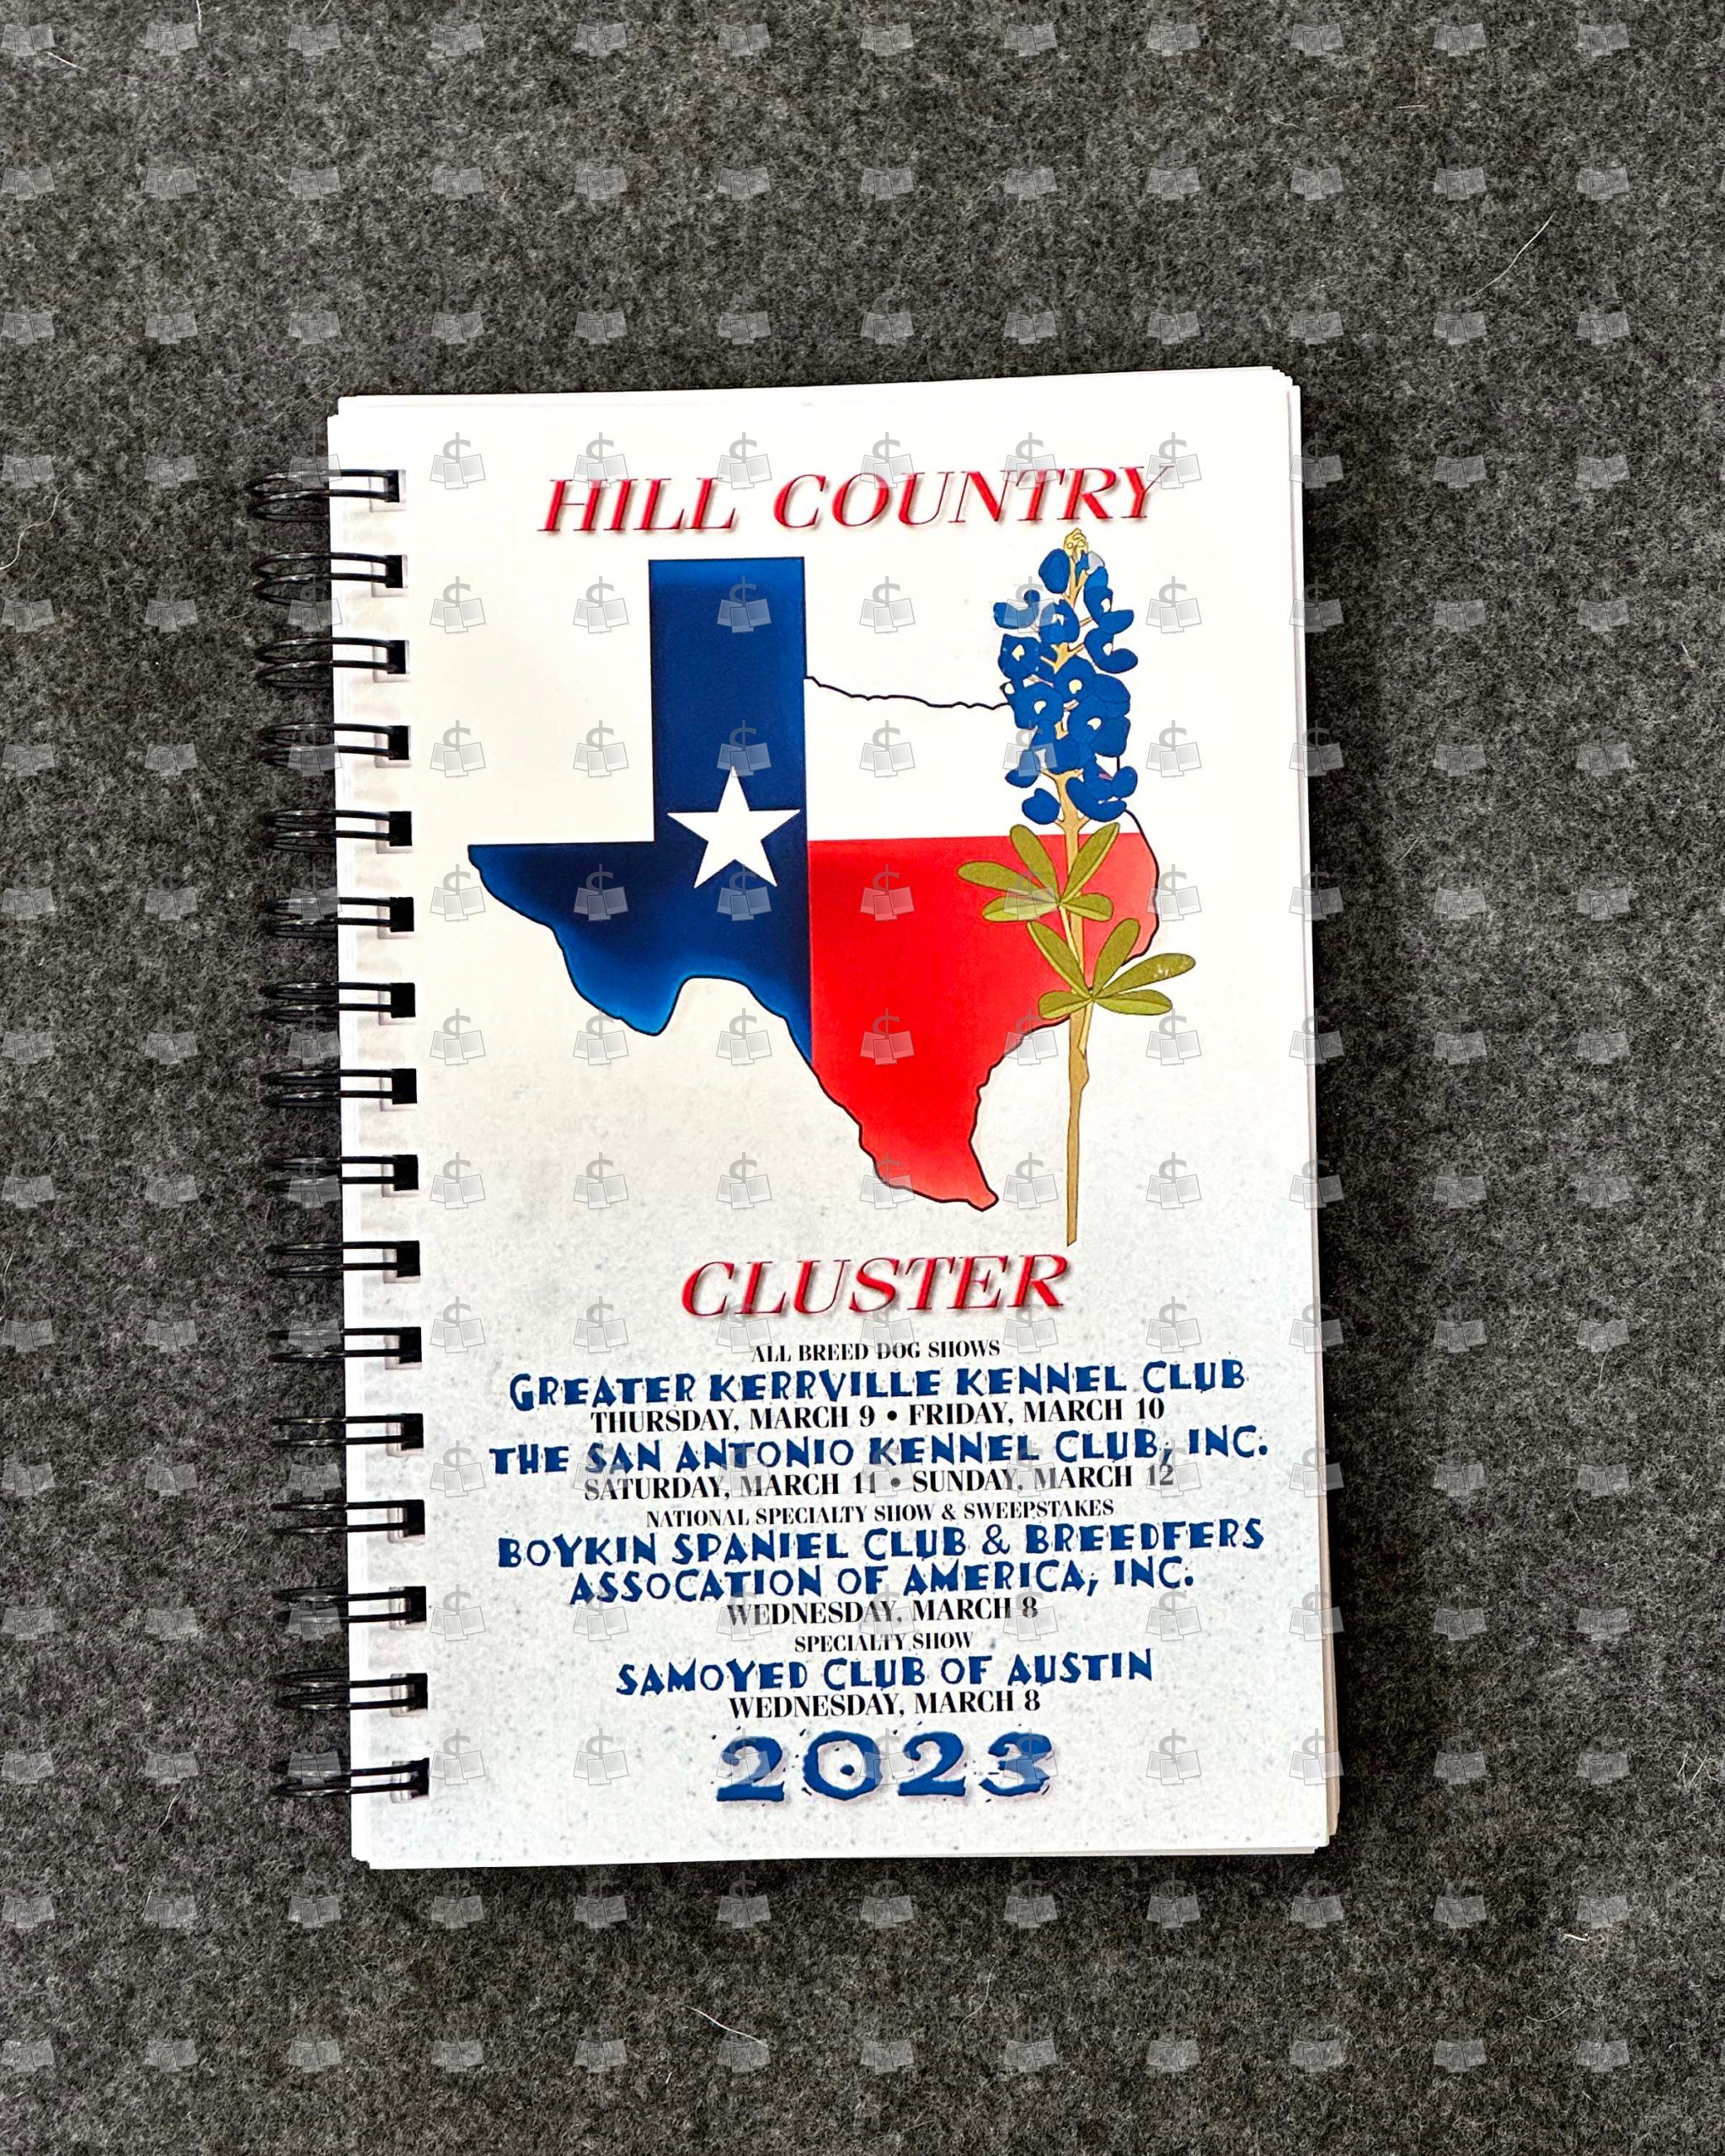 HILL COUNTRY
CLUSTER
ALL BREED DOG SHOWS
GREATER KERRVILLE KENNEL CLUB
THURSDAY, MARCH 9 • FRIDAY, MARCH 10
THE SAN ANTONIO KENNEL CLUB, INC.
SATURDAY, MARCH 11 • SUNDAY, MARCH 12
NATIONAL SPECIALTY SHOW & SWEEPSTAKES
BOYKIN SPANIEL CLUB & BREEDFERS
ASSOCATION OF AMERICA, INC.
WEDNESDAY, MARCH 8
SPECIALTY SHOW
SAMOYED CLUB OF AUSTIN
WEDNESDAY, MARCH 8
2023